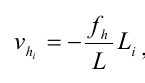 v_{h_i} = -\frac{f_h}{L} L_i ,